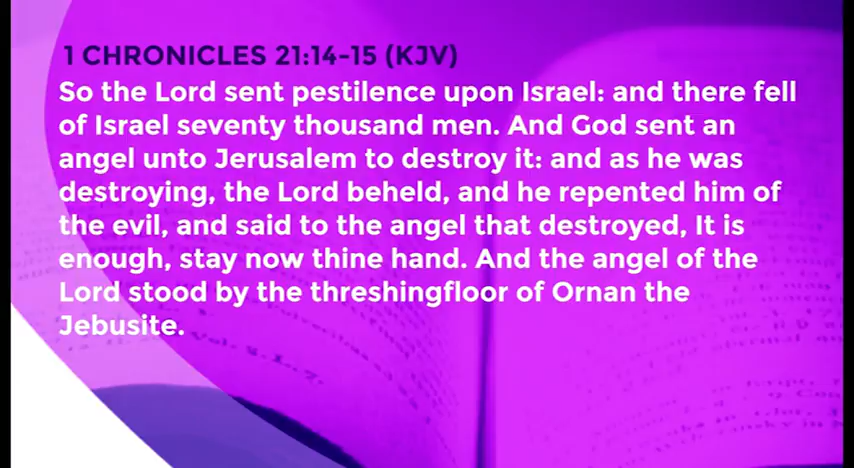 1 CHRONICLES 21:14-15 (KJV)
So the Lord sent pestilence upon Israel: and there fell
of Israel seventy thousand men. And God sent an
angel unto Jerusalem to destroy it: and as he was
destroying, the Lord beheld, and he repented him of
the evil, and said to the angel that destroyed, It is
enough, stay now thine hand. And the angel of the
Lord stood by the threshingfloor of Ornan the
Jebusite.